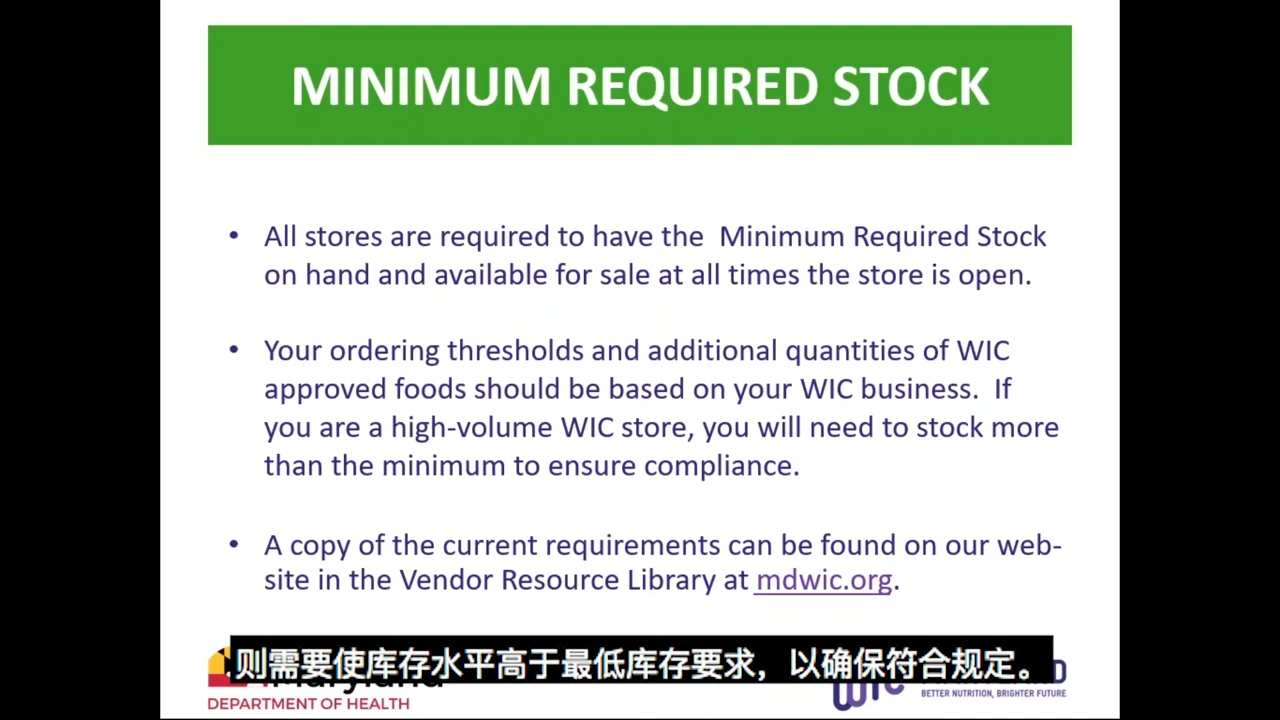 MINIMUM REQUIRED STOCK
• All stores are required to have the  Minimum Required Stock
on hand and available for sale at all times the store is open.
• Your ordering thresholds and additional quantities of WIC
approved foods should be based on your WIC business.  If
you are a high-volume WIC store, you will need to stock more
than the minimum to ensure compliance.
• A copy of the current requirements can be found on our web-
site in the Vendor Resource Library at mdwic.org.
则需要使库存水平高于最低库存要求，以确保符合规定。
DEPARTMENT OF HEALTH
WIC
BETTER NUTRITION, BRIGHTER FUTURE